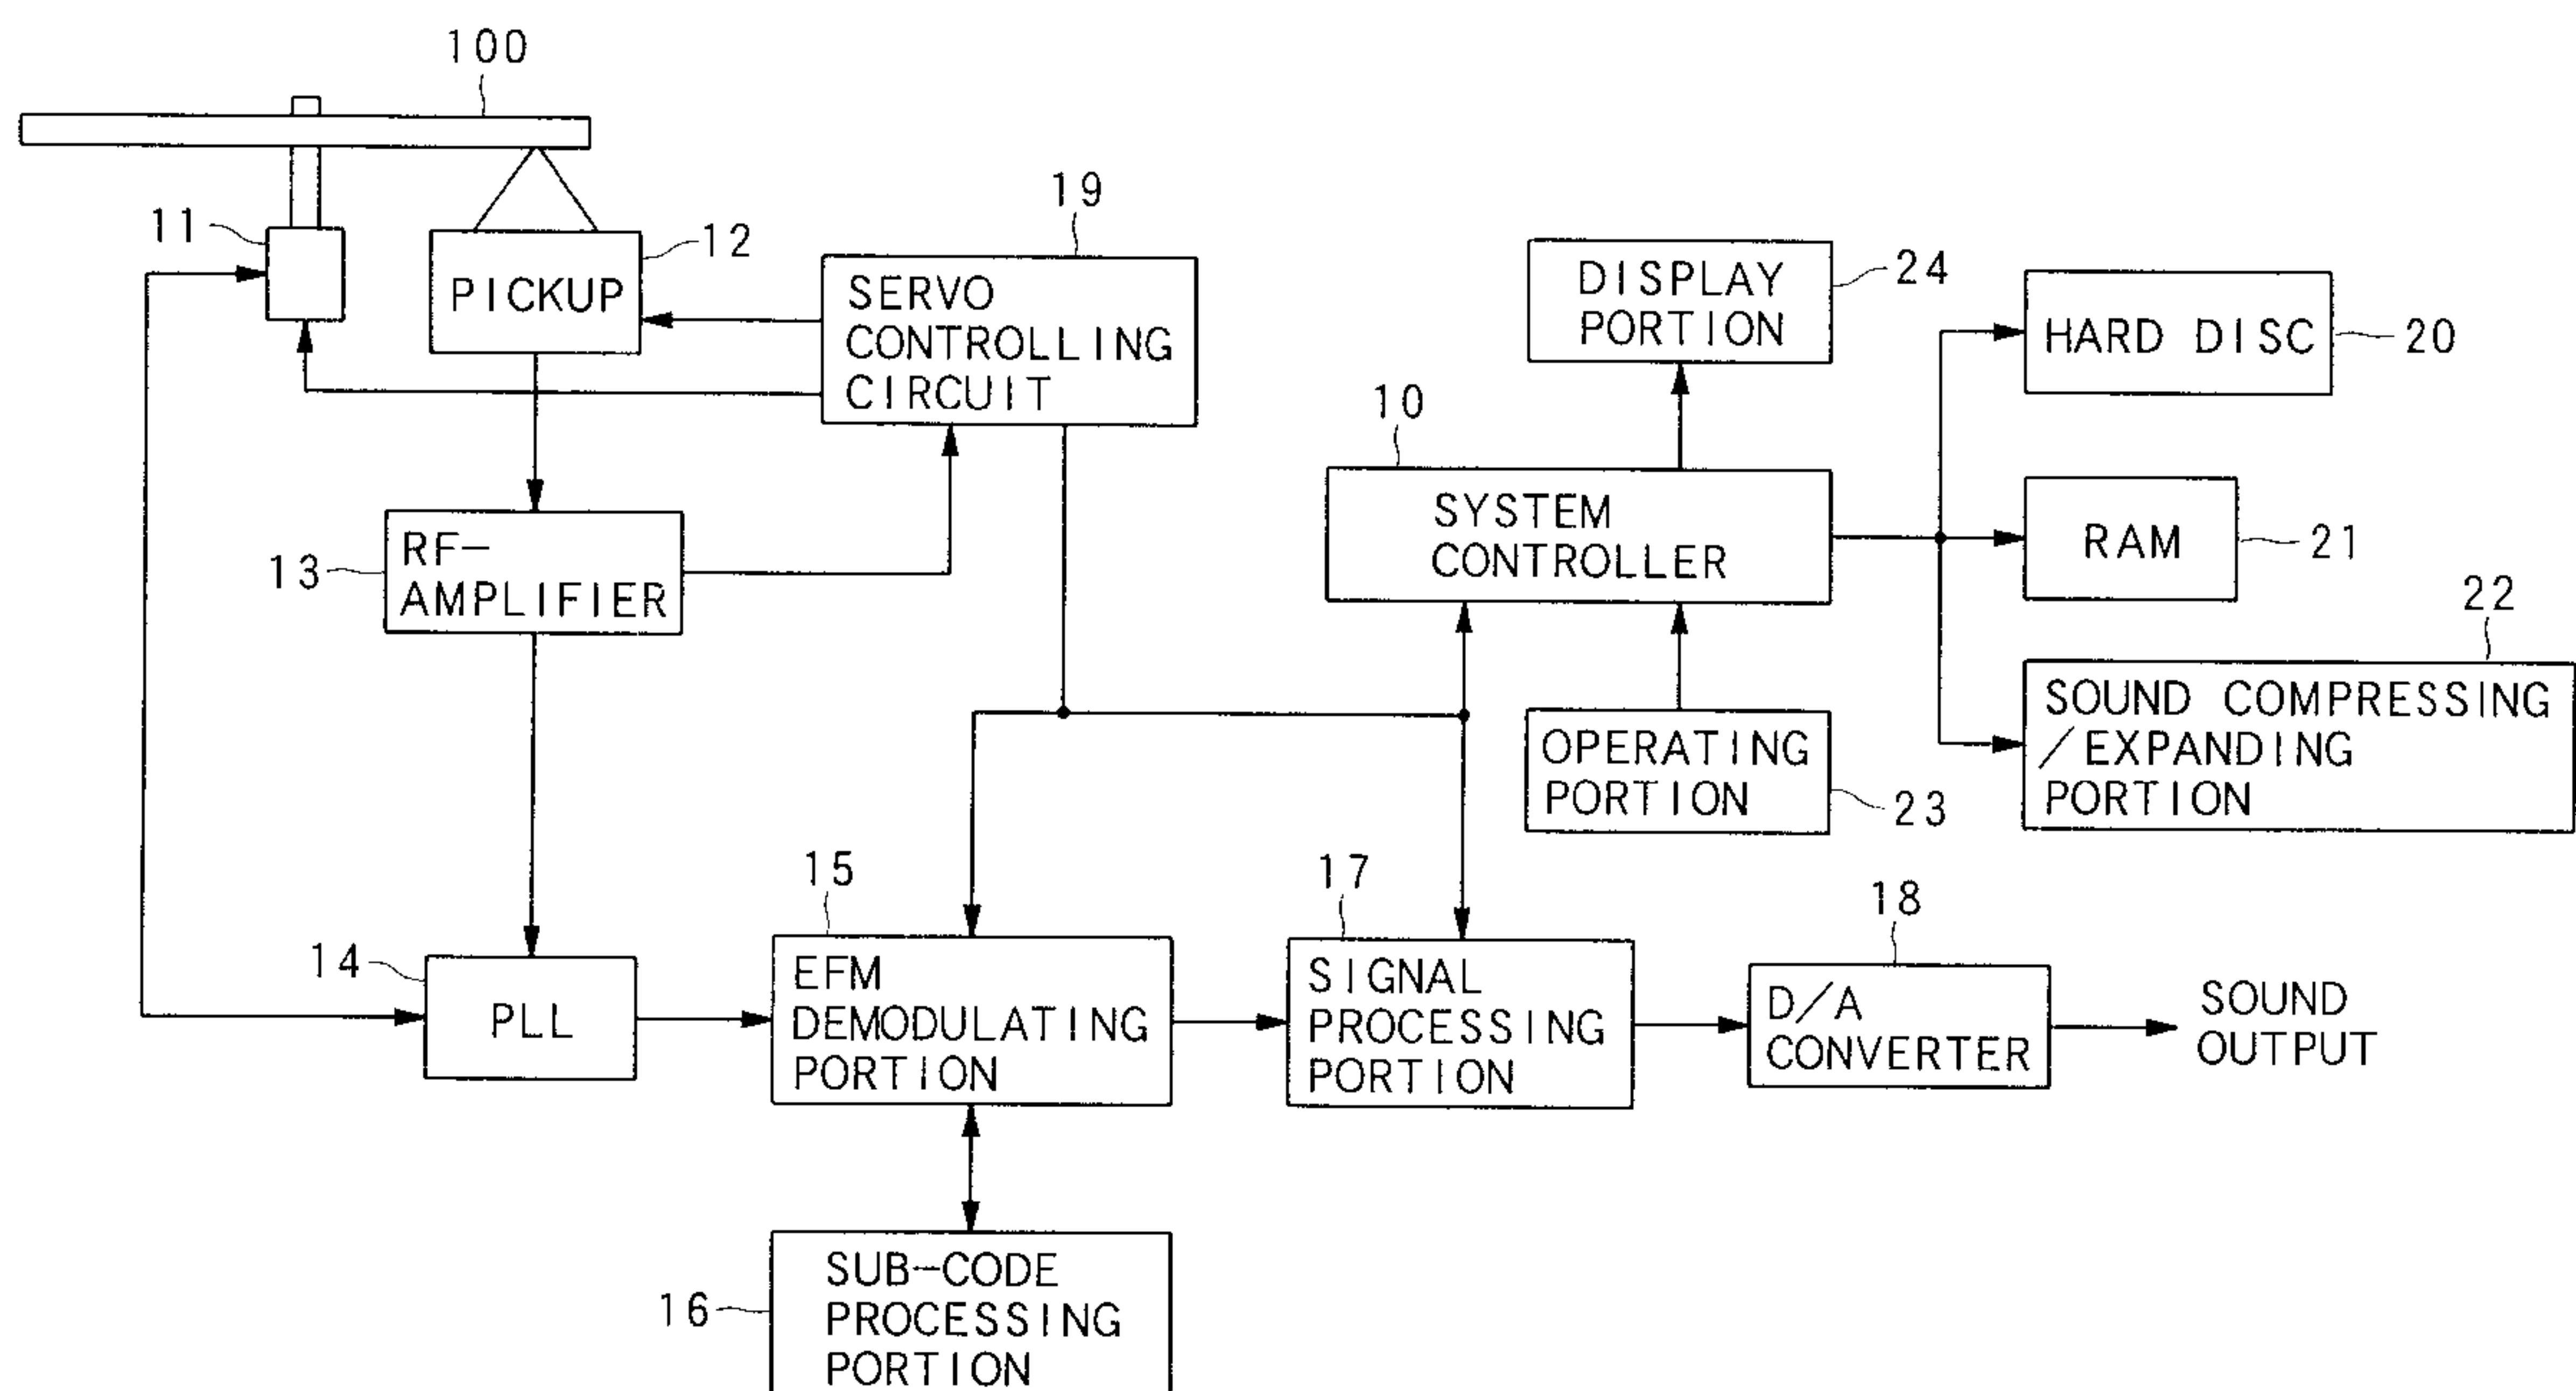 100
11
PICKUP
12
19
SERVO
CONTROLLING
CIRCUIT
DISPLAY
PORTION
24
HARD DISC
20
10
SYSTEM
CONTROLLER
RAM
21
13
RF-
AMPLIFIER
22
SOUND COMPRESSING
/EXPANDING
PORTION
OPERATING
PORTION
23
14
PLL
15
EFM
DEMODULATING
PORTION
17
SIGNAL
PROCESSING
PORTION
18
D/A
CONVERTER
SOUND
OUTPUT
16
SUB-CODE
PROCESSING
PORTION